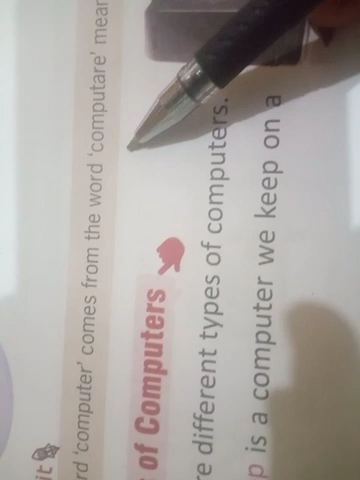 it
rd 'computer' comes from the word 'computare' mean
of Computers
re different types of computers.
p is a computer we keep on a